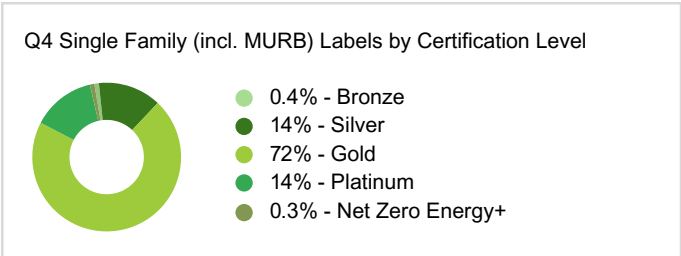 Q4 Single Family (incl. MURB) Labels by Certification Level
0.4% - Bronze
14% - Silver
72% - Gold
14% - Platinum
0.3% - Net Zero Energy+